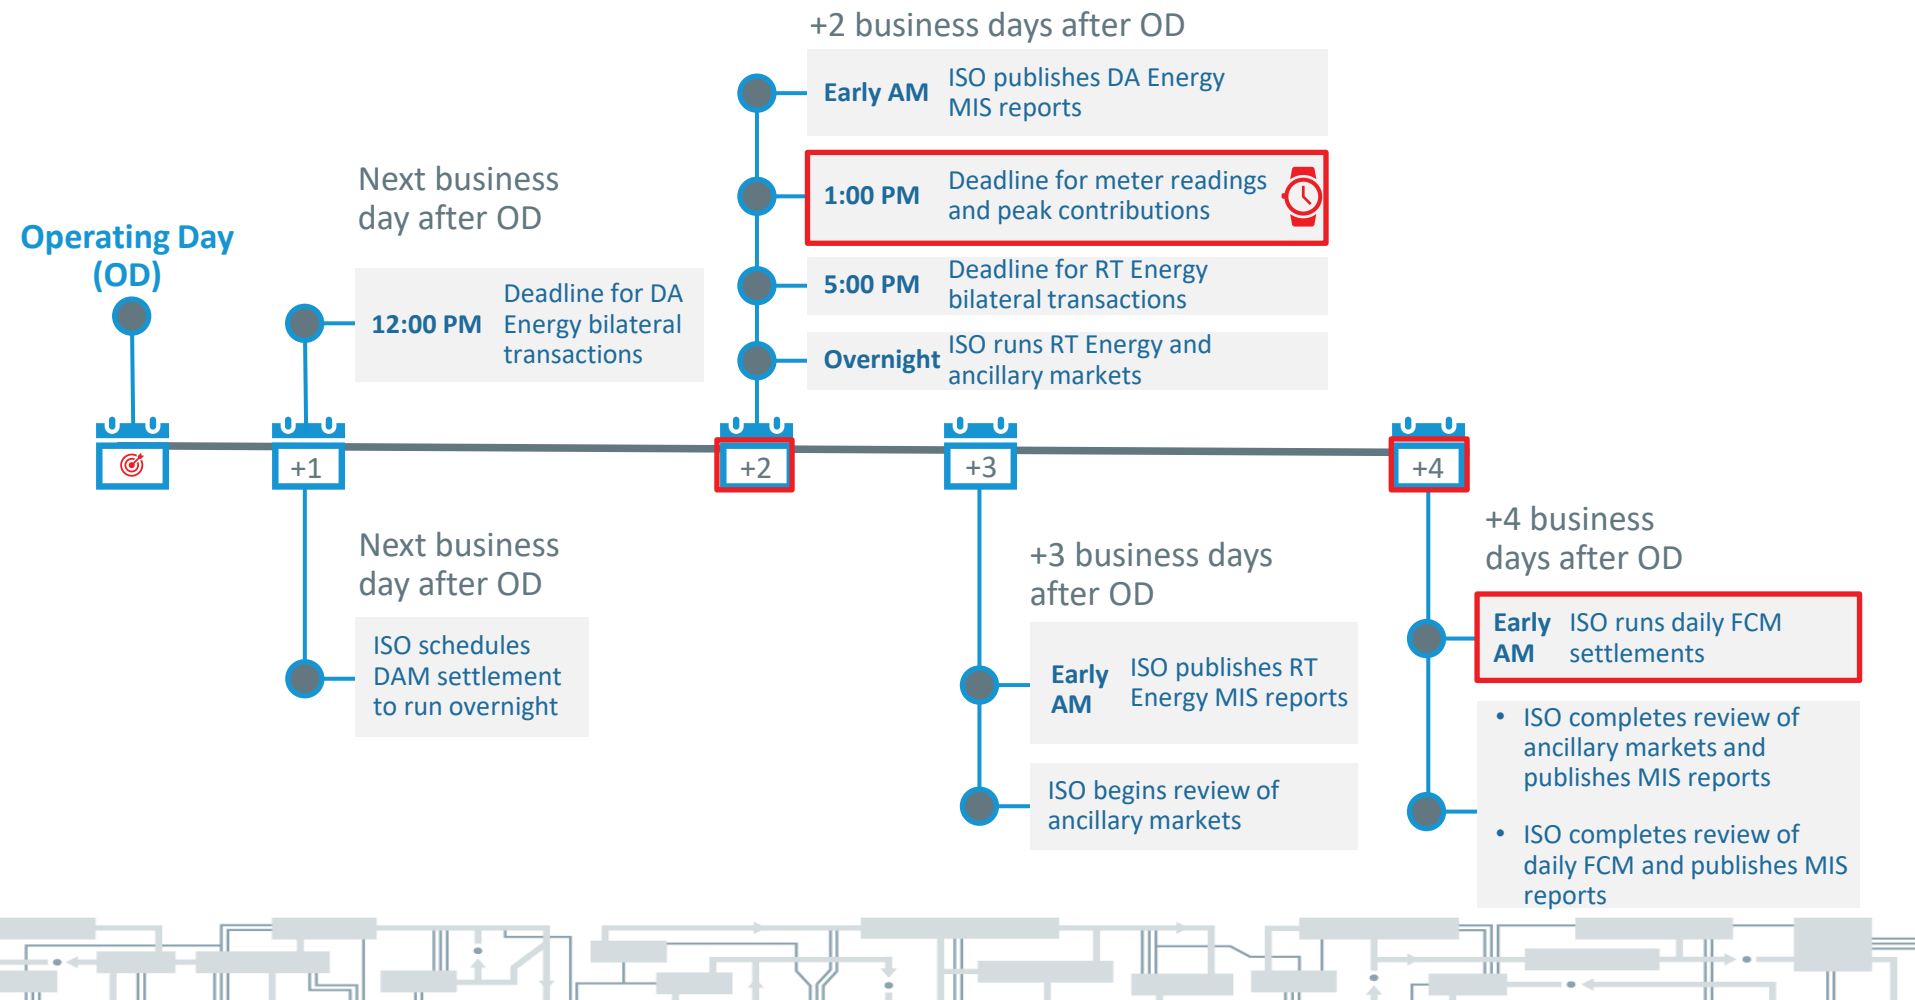 Operating Day
(OD)
Next business
day after OD
12:00 PM
Deadline for DA
Energy bilateral
transactions
+2 business days after OD
Early AM
ISO publishes DA Energy
MIS reports
1:00 PM
Deadline for meter readings
and peak contributions
5:00 PM
Deadline for RT Energy
bilateral transactions
Overnight
ISO runs RT Energy and
ancillary markets
+1
+2
+3
+4
Next business
day after OD
ISO schedules
DAM settlement
to run overnight
+3 business days
after OD
Early
AM
ISO publishes RT
Energy MIS reports
ISO begins review of
ancillary markets
+4 business
days after OD
Early
AM
ISO runs daily FCM
settlements
• ISO completes review of
ancillary markets and
publishes MIS reports
• ISO completes review of
daily FCM and publishes MIS
reports